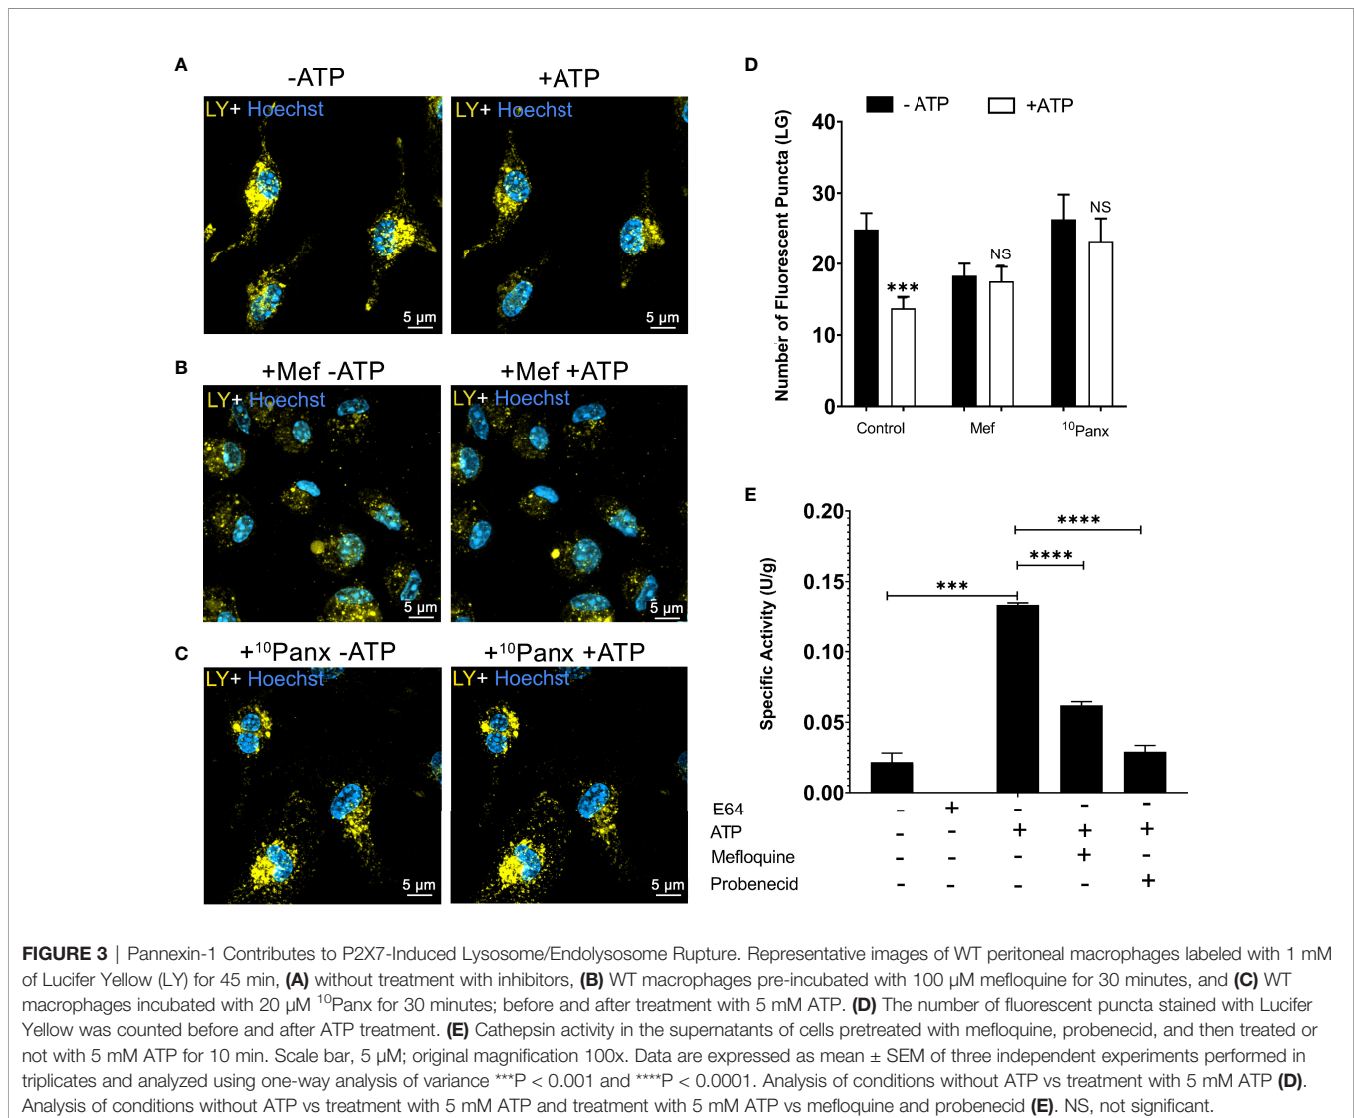 A
-ATP
+ATP
LY+ Hoechst
LY+ Hoechst
5 µm
5 µm
B
+Mef -ATP
+Mef +ATP
LY+ Hoechst
LY+ Hoechst
5 µm
5 µm
C
+¹⁰Panx -ATP
+¹⁰Panx +ATP
LY+ Hoechst
LY+ Hoechst
5 µm
5 µm
D
- ATP
+ATP
Number of Fluorescent Puncta (LG)
40
30
20
10
0
***
NS
NS
Control
Mef
¹⁰Panx
E
Specific Activity (U/g)
0.20
0.15
0.10
0.05
0.00
***
****
****
E64 - + - - -
ATP - - + + +
Mefloquine - - - + -
Probenecid - - - - +
FIGURE 3 | Pannexin-1 Contributes to P2X7-Induced Lysosome/Endolysosome Rupture. Representative images of WT peritoneal macrophages labeled with 1 mM
of Lucifer Yellow (LY) for 45 min, (A) without treatment with inhibitors, (B) WT macrophages pre-incubated with 100 µM mefloquine for 30 minutes, and (C) WT
macrophages incubated with 20 µM ¹⁰Panx for 30 minutes; before and after treatment with 5 mM ATP. (D) The number of fluorescent puncta stained with Lucifer
Yellow was counted before and after ATP treatment. (E) Cathepsin activity in the supernatants of cells pretreated with mefloquine, probenecid, and then treated or
not with 5 mM ATP for 10 min. Scale bar, 5 µM; original magnification 100x. Data are expressed as mean ± SEM of three independent experiments performed in
triplicates and analyzed using one-way analysis of variance ***P < 0.001 and ****P < 0.0001. Analysis of conditions without ATP vs treatment with 5 mM ATP (D).
Analysis of conditions without ATP vs treatment with 5 mM ATP and treatment with 5 mM ATP vs mefloquine and probenecid (E). NS, not significant.